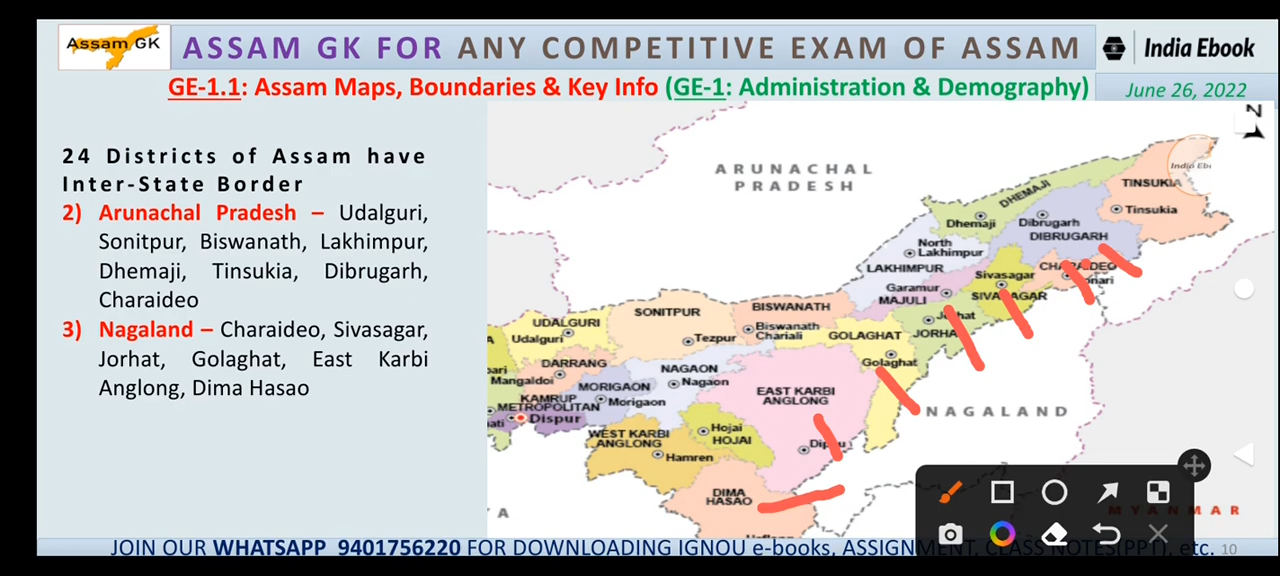 Assam GK
ASSAM GK FOR ANY COMPETITIVE EXAM OF ASSAM
India Ebook
GE-1.1: Assam Maps, Boundaries & Key Info (GE-1: Administration & Demography)
June 26, 2022
24 Districts of Assam have
Inter-State Border
2) Arunachal Pradesh – Udalguri,
Sonitpur, Biswanath, Lakhimpur,
Dhemaji, Tinsukia, Dibrugarh,
Charaideo
3) Nagaland – Charaideo, Sivasagar,
Jorhat, Golaghat, East Karbi
Anglong, Dima Hasao
N
ARUNACHAL
PRADESH
TINSUKIA
Tinsukia
DHEMAJI
Dhemaji
Dibrugarh
DIBRUGARH
North
Lakhimpur
LAKHIMPUR
Sivasagar
SIVASAGAR
Garamur
MAJULI
JORHA
BISWANATH
Biswanath
Chariali
SONITPUR
Tezpur
UDALGURI
Udalguri
GOLAGHAT
Golaghat
DARRANG
Mangaldoi
NAGAON
Nagaon
MORIGAON
Morigaon
KAMRUP
METROPOLITAN
Dispur
EAST KARBI
ANGLONG
NAGALAND
WEST KARBI
ANGLONG
Hojai
HOJAI
Hamren
DIMA
HASAO
MYANMAR
JOIN OUR WHATSAPP 9401756220 FOR DOWNLOADING IGNOU e-books, ASSIGNMENT, CLASS NOTES(PPT), etc.
10